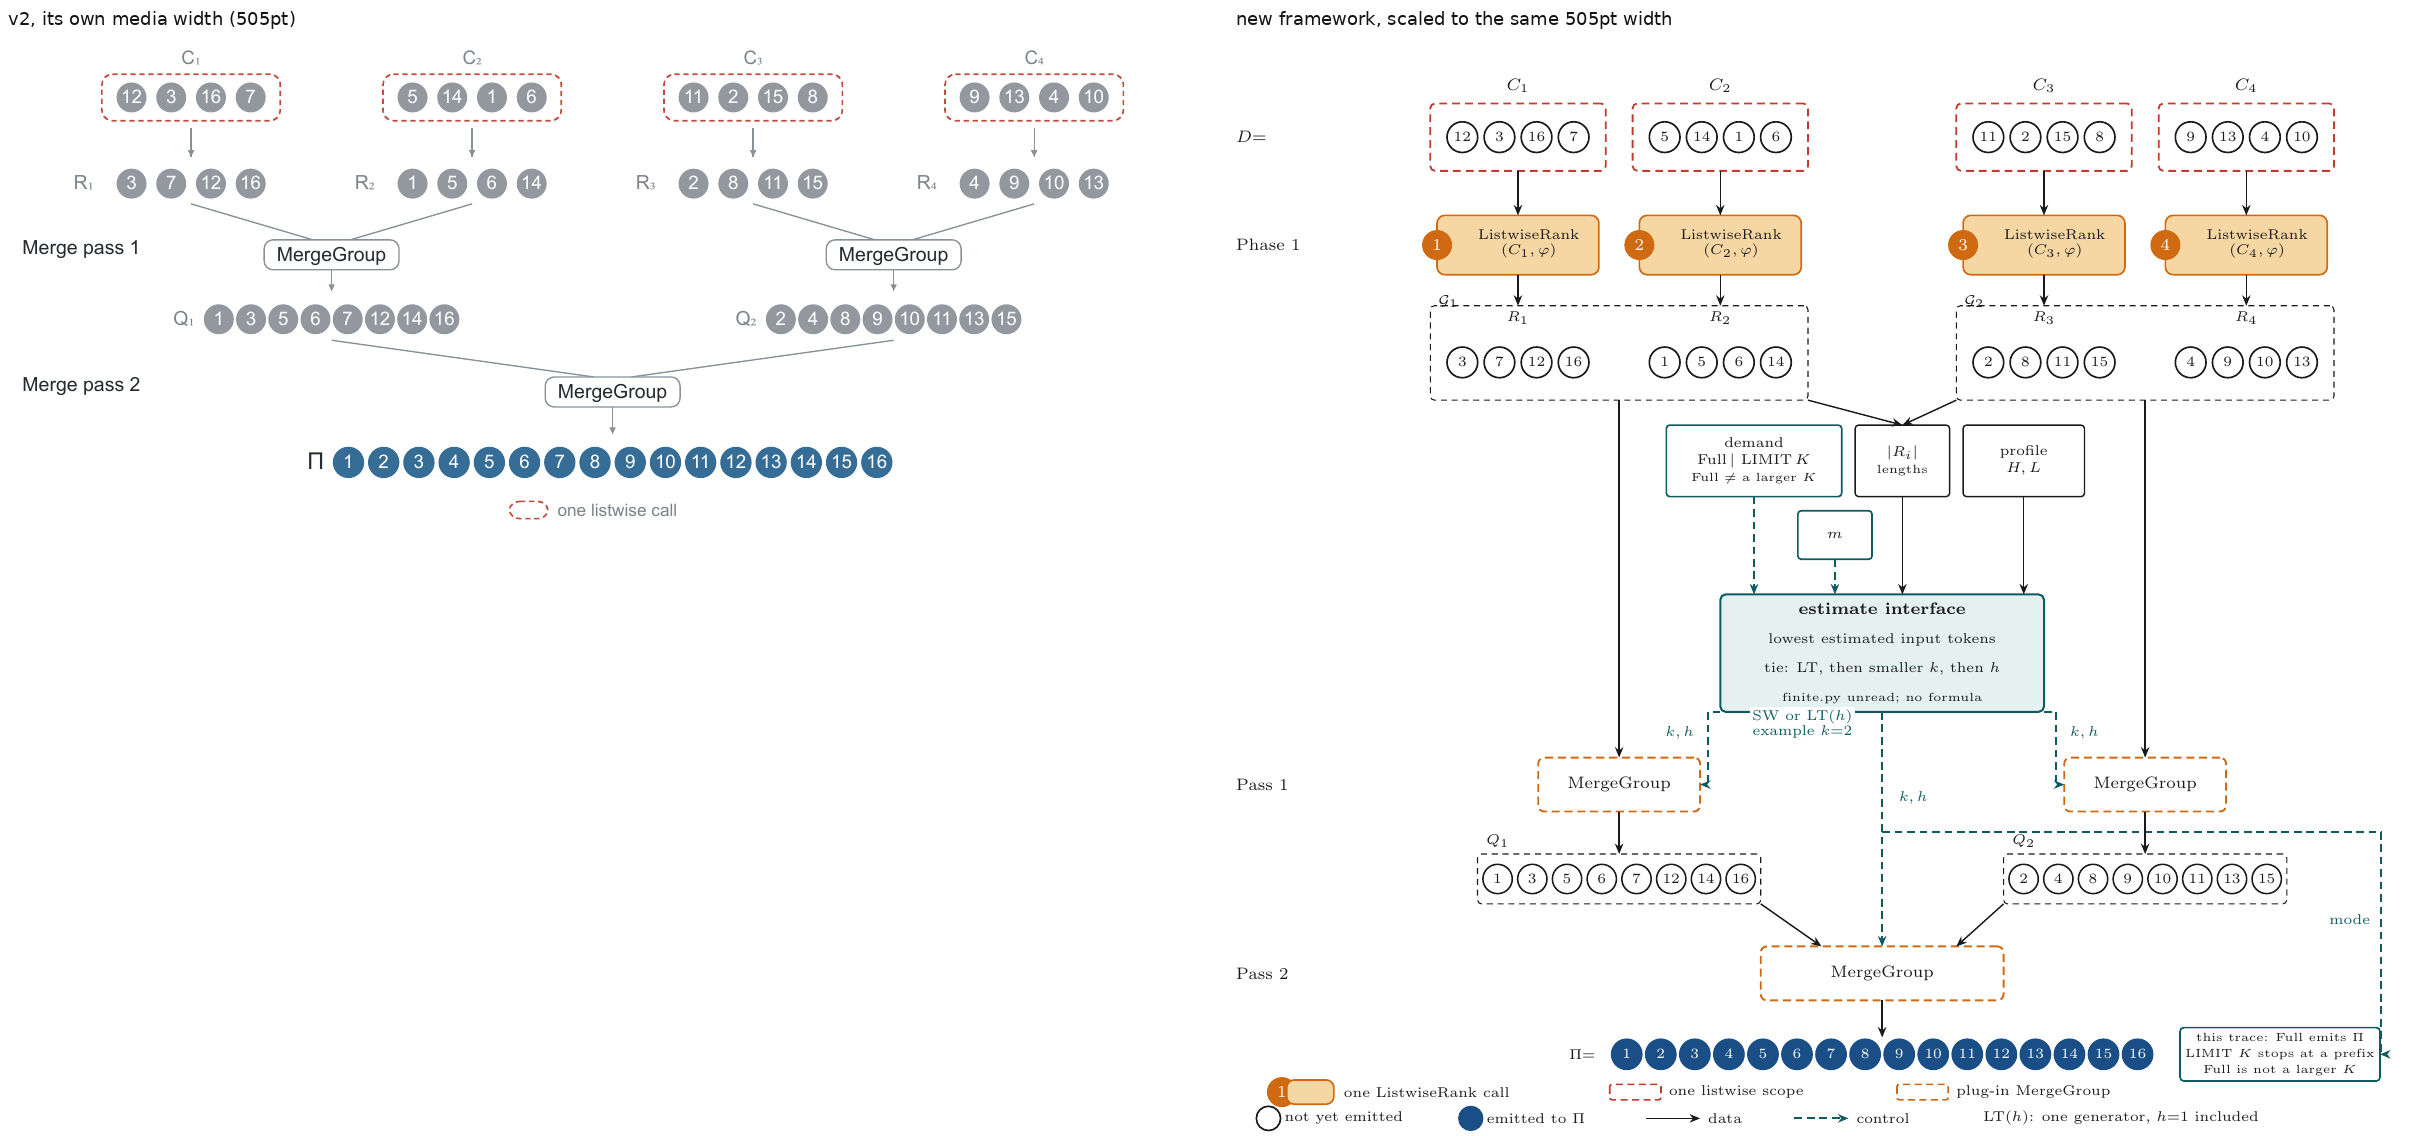 v2, its own media width (505pt)
C₁ C₂ C₃ C₄
12 3 16 7 5 14 1 6 11 2 15 8 9 13 4 10
R₁ 3 7 12 16 R₂ 1 5 6 14 R₃ 2 8 11 15 R₄ 4 9 10 13
Merge pass 1 MergeGroup MergeGroup
Q₁ 1 3 5 6 7 12 14 16 Q₂ 2 4 8 9 10 11 13 15
Merge pass 2 MergeGroup
Π 1 2 3 4 5 6 7 8 9 10 11 12 13 14 15 16
one listwise call
new framework, scaled to the same 505pt width
C₁ C₂ C₃ C₄
D= 12 3 16 7 5 14 1 6 11 2 15 8 9 13 4 10
Phase 1
1 ListwiseRank
(C₁, φ)
2 ListwiseRank
(C₂, φ)
3 ListwiseRank
(C₃, φ)
4 ListwiseRank
(C₄, φ)
𝒢₁ 𝒢₂
R₁ R₂ R₃ R₄
3 7 12 16 1 5 6 14 2 8 11 15 4 9 10 13
demand
Full | LIMIT K
Full ≠ a larger K
|Rᵢ|
lengths
profile
H, L
m
estimate interface
lowest estimated input tokens
tie: LT, then smaller k, then h
finite.py unread; no formula
SW or LT(h)
example k=2
k, h k, h
Pass 1 MergeGroup MergeGroup
k, h
Q₁ Q₂
1 3 5 6 7 12 14 16 2 4 8 9 10 11 13 15
mode
Pass 2 MergeGroup
Π= 1 2 3 4 5 6 7 8 9 10 11 12 13 14 15 16
this trace: Full emits Π
LIMIT K stops at a prefix
Full is not a larger K
1 one ListwiseRank call one listwise scope plug-in MergeGroup
not yet emitted emitted to Π data control LT(h): one generator, h=1 included